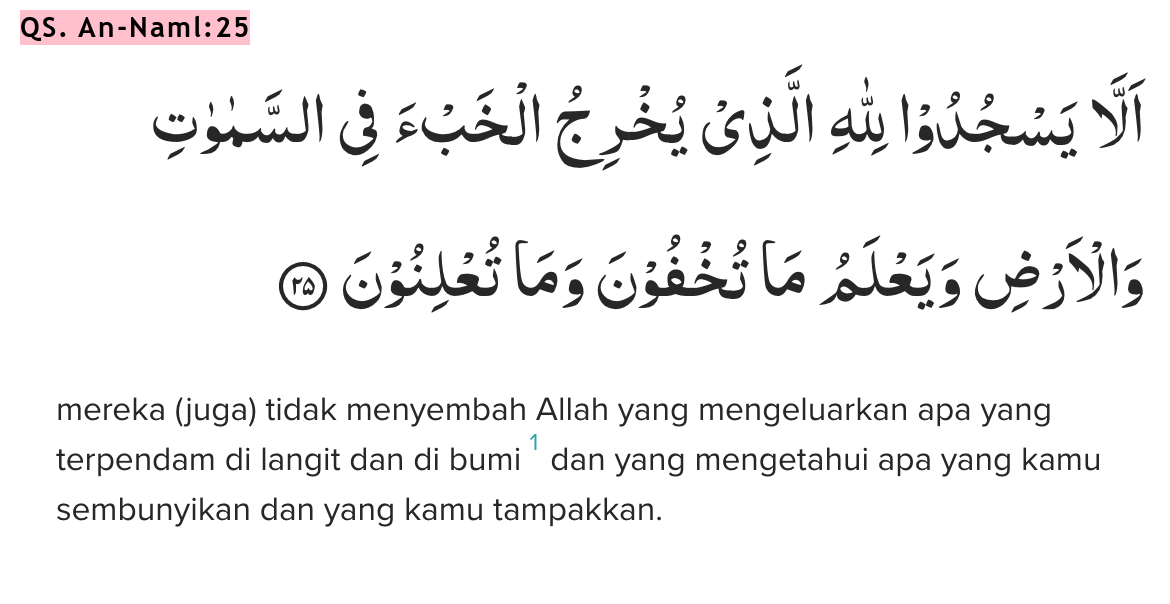 QS. An-Naml:25
اَلَّا يَسْجُدُوْا لِلّٰهِ الَّذِيْ يُخْرِجُ الْخَبْءَ فِى السَّمٰوٰتِ
وَالْاَرْضِ وَيَعْلَمُ مَا تُخْفُوْنَ وَمَا تُعْلِنُوْنَ ۝٢٥
mereka (juga) tidak menyembah Allah yang mengeluarkan apa yang
terpendam di langit dan di bumi 1 dan yang mengetahui apa yang kamu
sembunyikan dan yang kamu tampakkan.